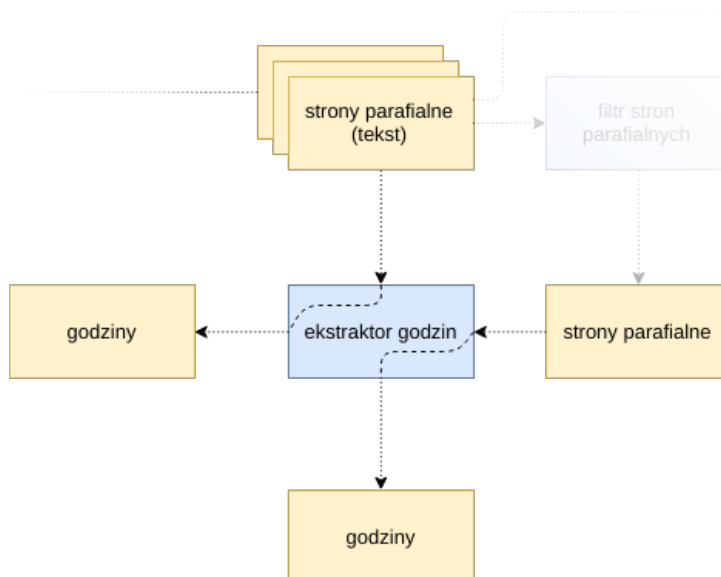 strony parafialne
(tekst)
filtr stron
parafialnych
godziny
ekstraktor godzin
strony parafialne
godziny